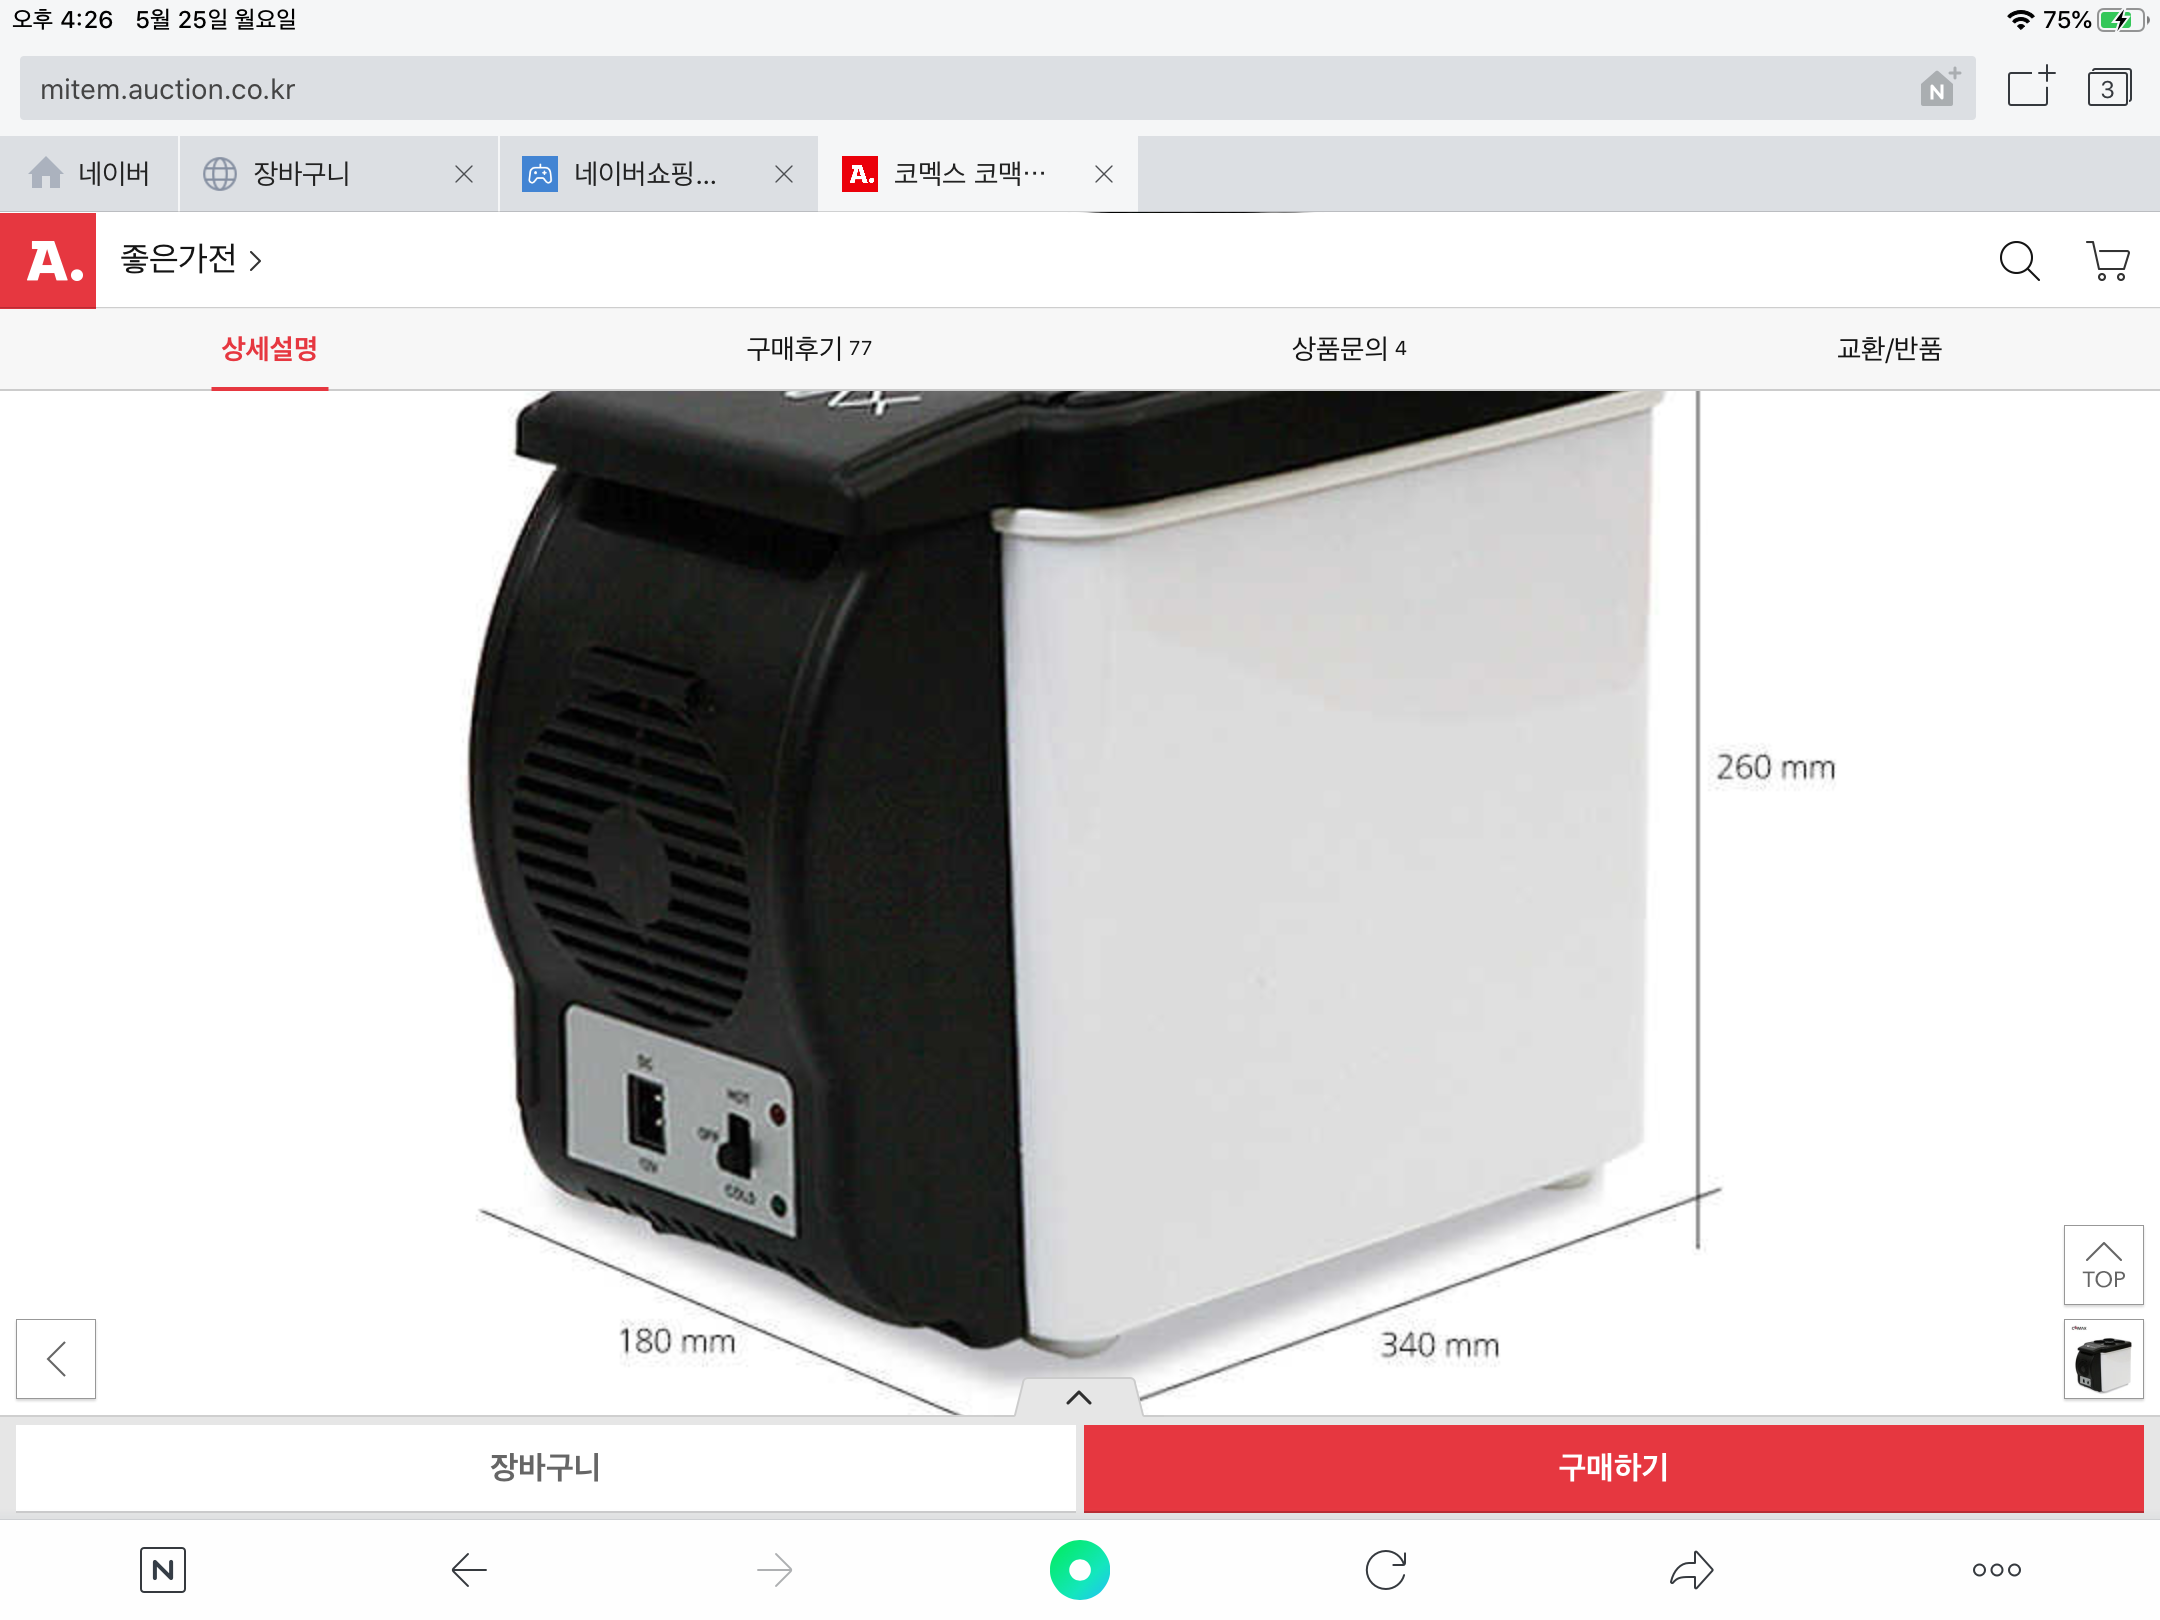 오후 4:26 5월 25일 월요일
75%
mitem.auction.co.kr
N
3
네이버
장바구니
네이버쇼핑...
A.
코멕스 코맥…
A.
좋은가전
상세설명
구매후기 77
상품문의 4
교환/반품
260 mm
DC
HOT
OFF
12V
COLD
TOP
180 mm
340 mm
장바구니
구매하기
N